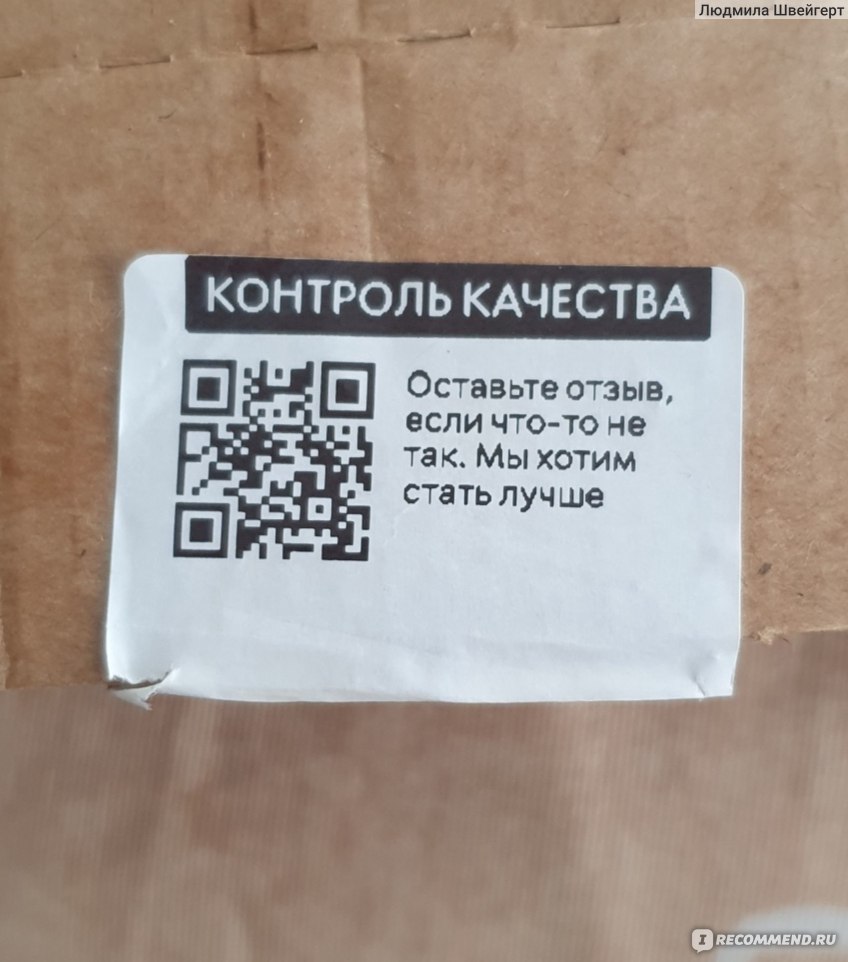 Людмила Швейгерт
КОНТРОЛЬ КАЧЕСТВА
Оставьте отзыв,
если что-то не
так. Мы хотим
стать лучше
I RECOMMEND.RU